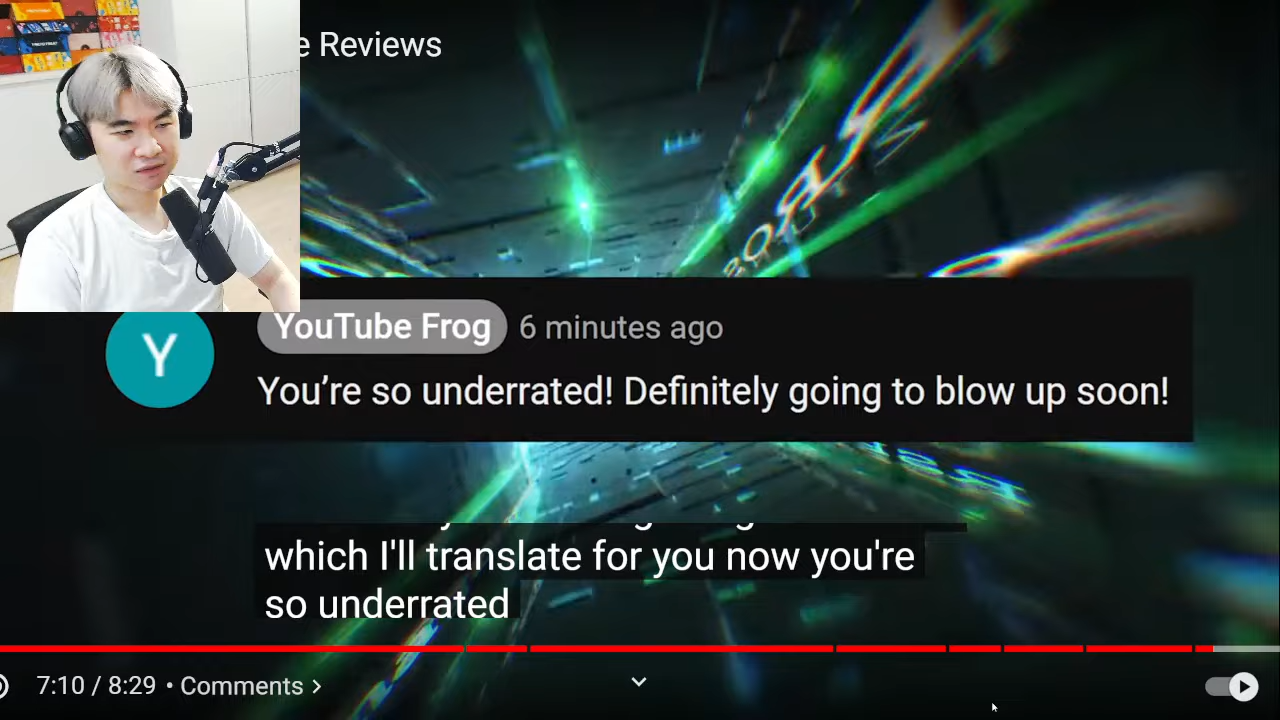 e Reviews
YouTube Frog 6 minutes ago
Y
You’re so underrated! Definitely going to blow up soon!
which I'll translate for you now you're
so underrated
7:10 / 8:29 • Comments >